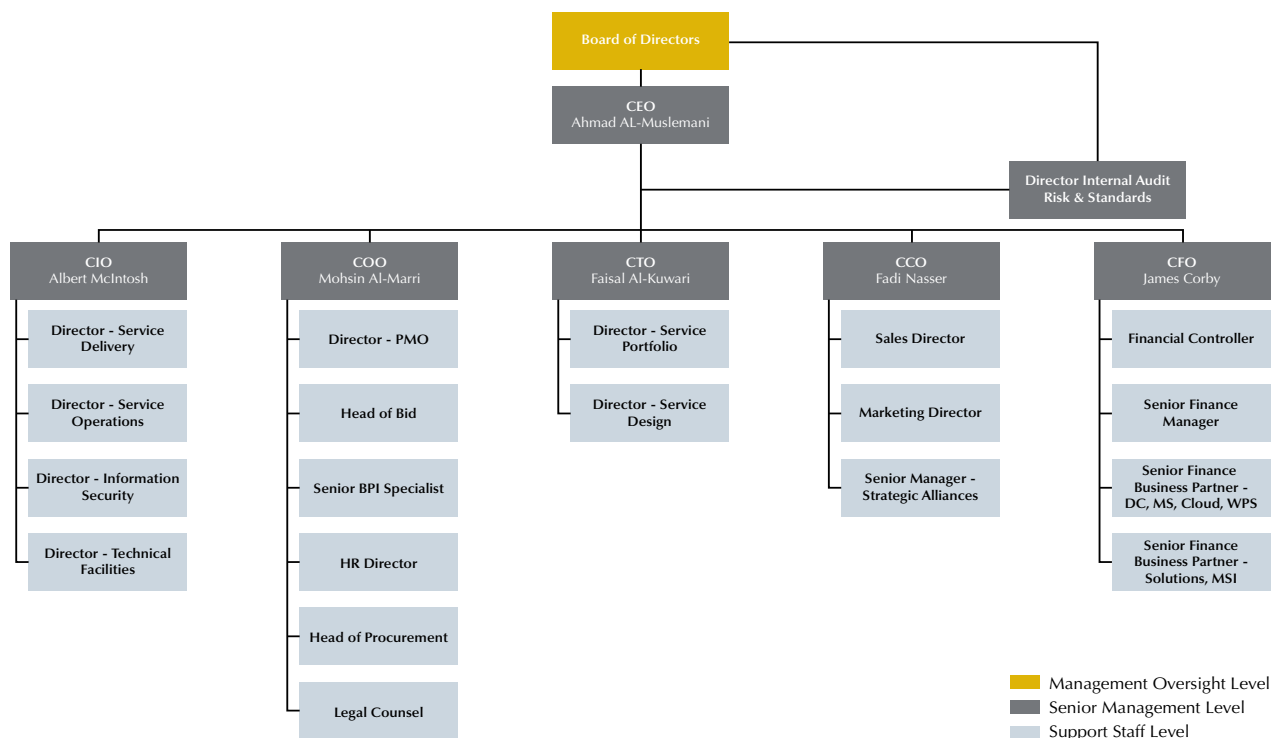 Board of Directors
CEO
Ahmad AL-Muslemani
Director Internal Audit
Risk & Standards
CIO
Albert McIntosh
COO
Mohsin Al-Marri
CTO
Faisal Al-Kuwari
CCO
Fadi Nasser
CFO
James Corby
Director - Service
Delivery
Director - Service
Operations
Director - Information
Security
Director - Technical
Facilities
Director - PMO
Head of Bid
Senior BPI Specialist
HR Director
Head of Procurement
Legal Counsel
Director - Service
Portfolio
Director - Service
Design
Sales Director
Marketing Director
Senior Manager -
Strategic Alliances
Financial Controller
Senior Finance
Manager
Senior Finance
Business Partner -
DC, MS, Cloud, WPS
Senior Finance
Business Partner -
Solutions, MSI
Management Oversight Level
Senior Management Level
Support Staff Level